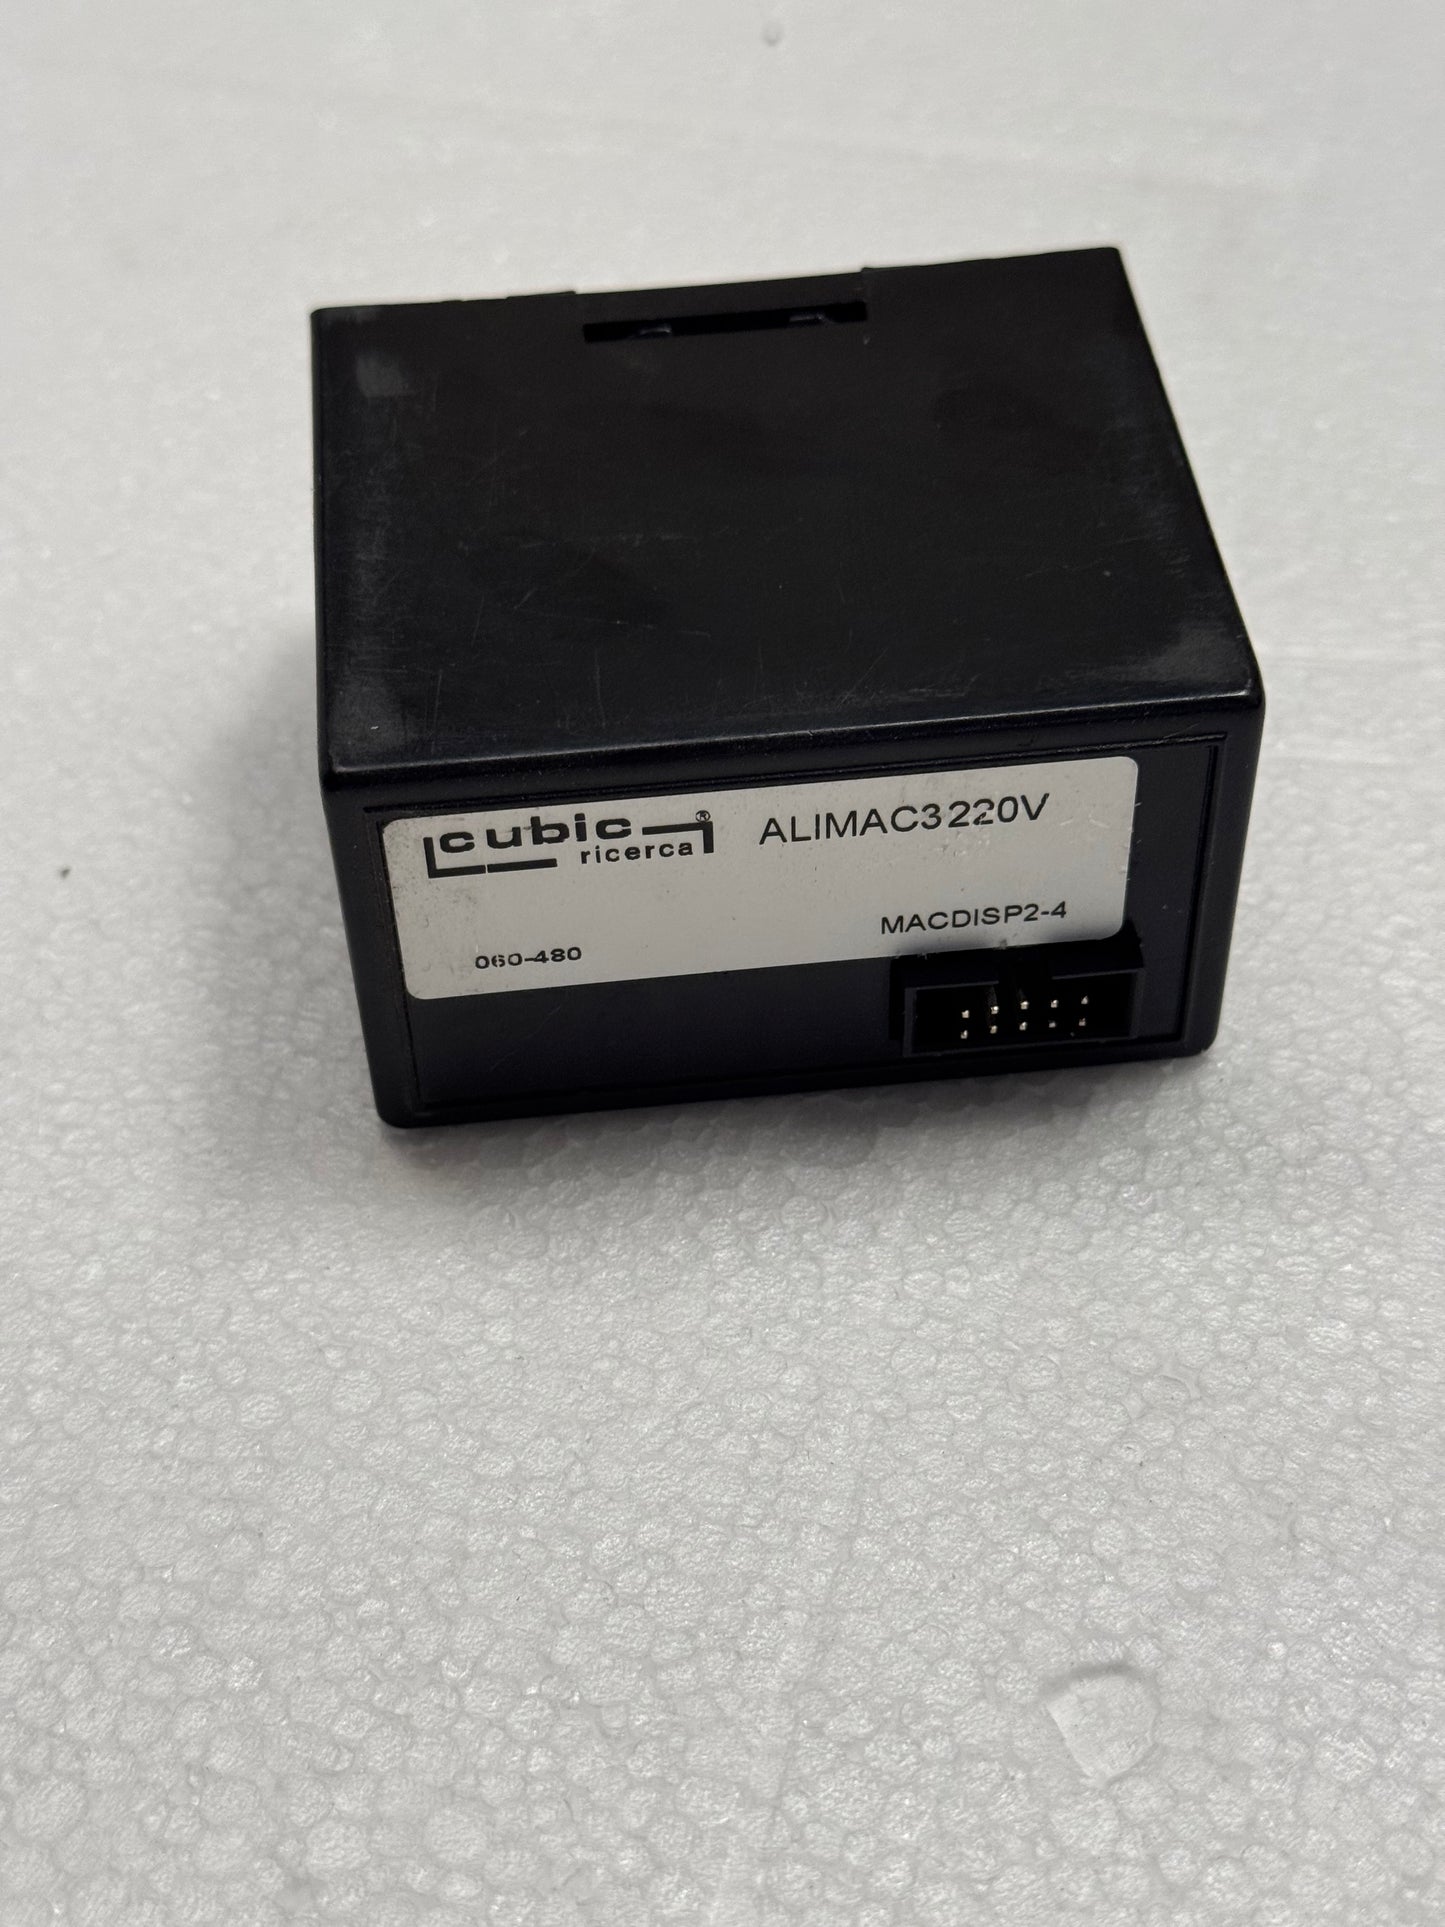 cubic®
ricerca
ALIMAC3220V
MACDISP2-4
060-480